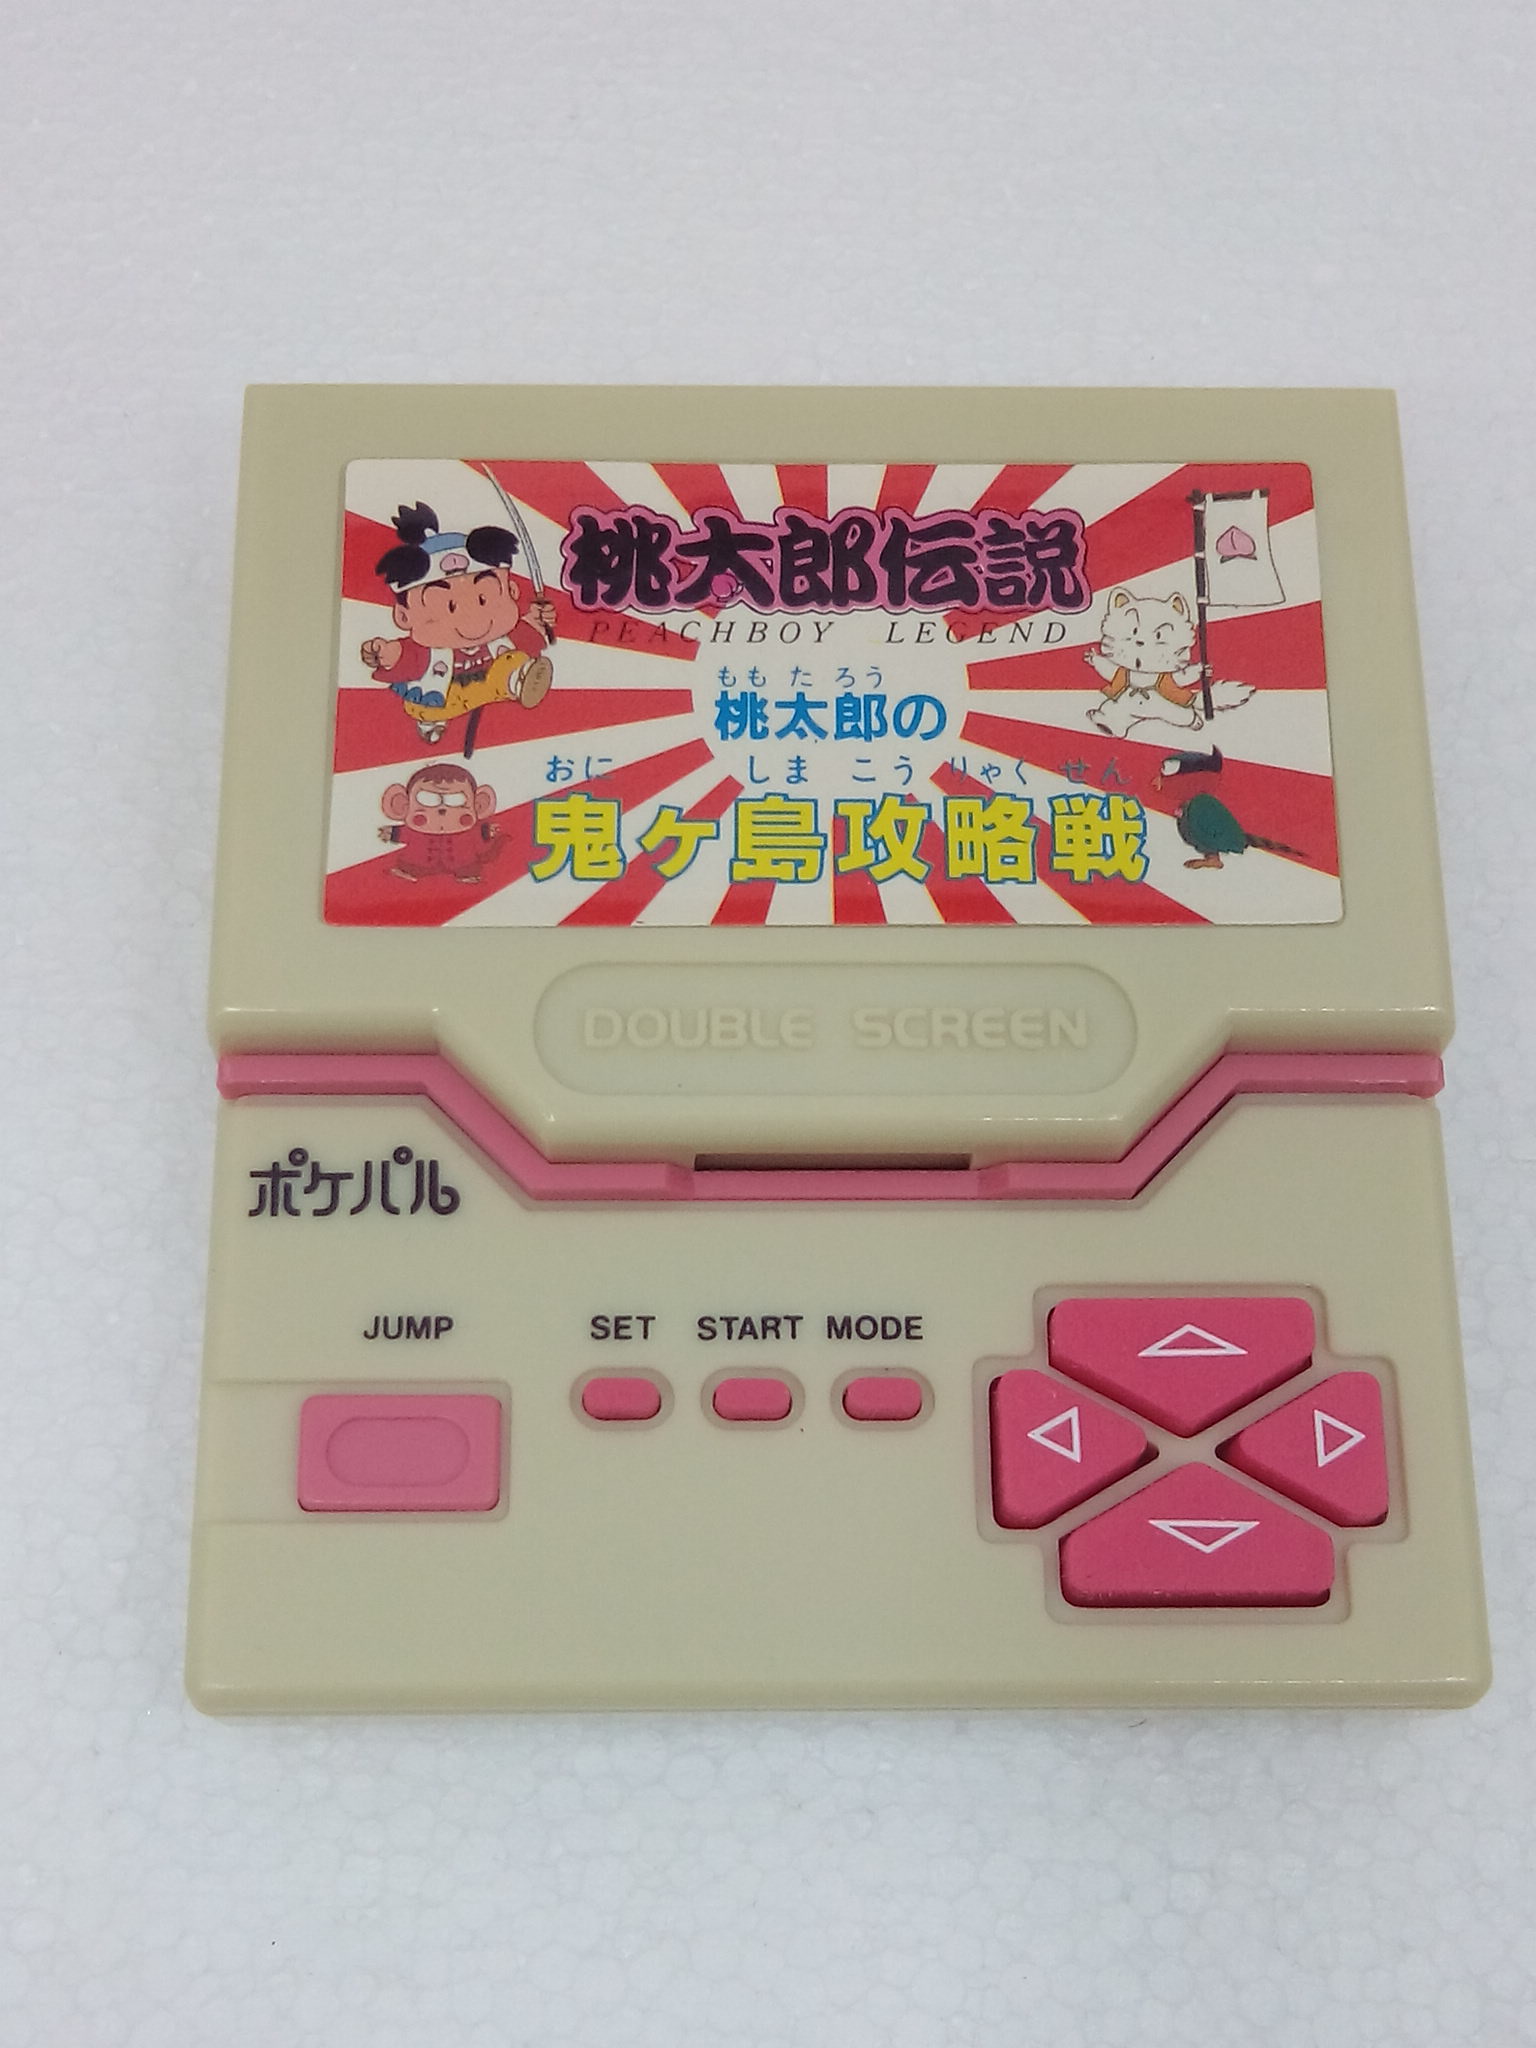 桃太郎伝説
PEACHBOY LEGEND
ももたろう
桃太郎の
おに しま こうりゃくせん
鬼ヶ島攻略戦
DOUBLE SCREEN
ポケパル
JUMP SET START MODE